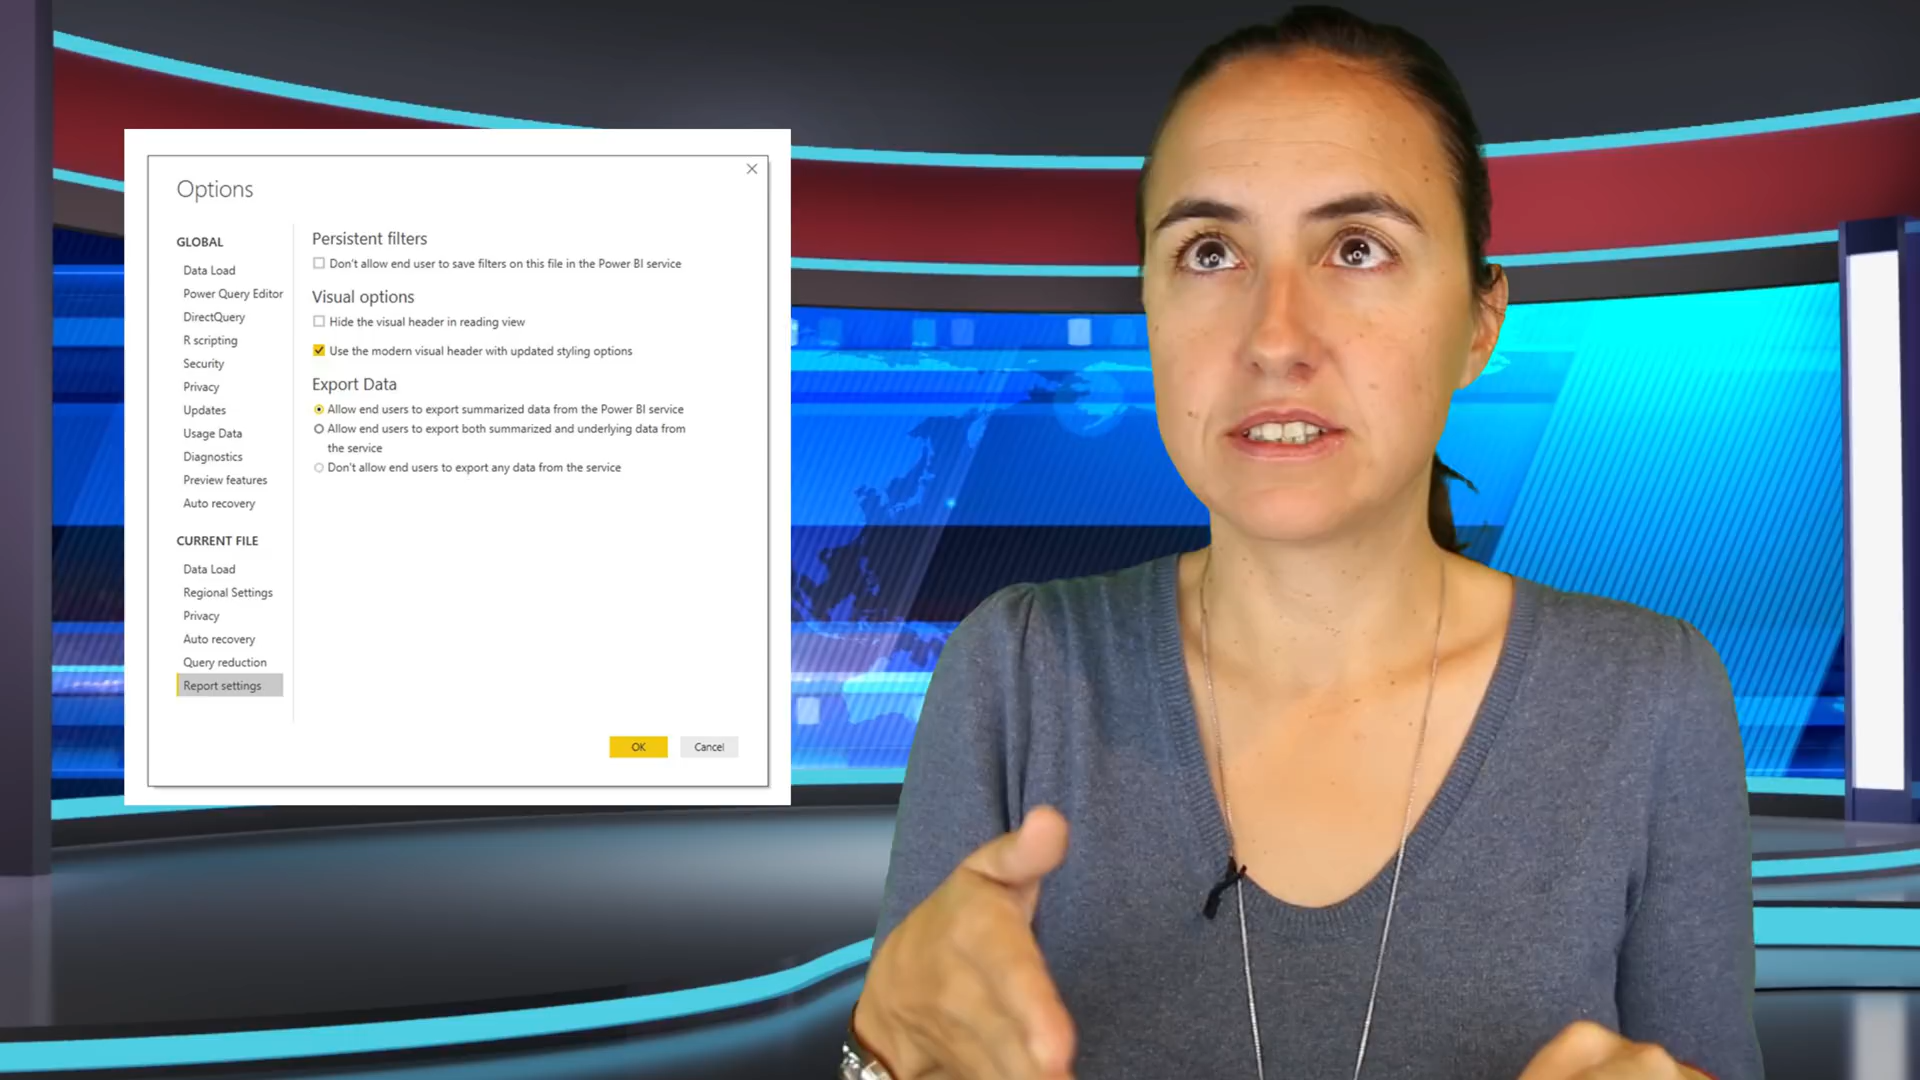 Options
GLOBAL
Data Load
Power Query Editor
DirectQuery
R scripting
Security
Privacy
Updates
Usage Data
Diagnostics
Preview features
Auto recovery
CURRENT FILE
Data Load
Regional Settings
Privacy
Auto recovery
Query reduction
Report settings
Persistent filters
Don't allow end user to save filters on this file in the Power BI service
Visual options
Hide the visual header in reading view
Use the modern visual header with updated styling options
Export Data
Allow end users to export summarized data from the Power BI service
Allow end users to export both summarized and underlying data from
the service
Don't allow end users to export any data from the service
OK
Cancel